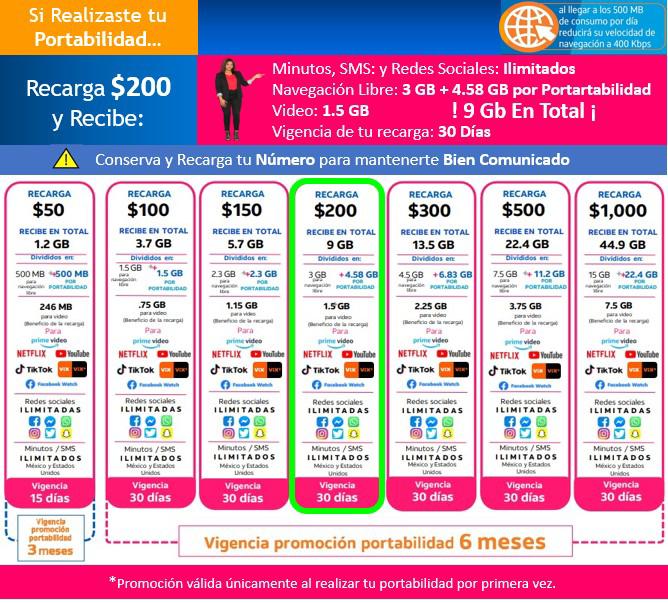 Si Realizaste tu
Portabilidad...
al llegar a los 500 MB
de consumo por día
reducirá su velocidad de
navegación a 400 Kbps
Recarga $200
y Recibe:
Minutos, SMS: y Redes Sociales: Ilimitados
Navegación Libre: 3 GB + 4.58 GB por Portartabilidad
Video: 1.5 GB ! 9 Gb En Total ¡
Vigencia de tu recarga: 30 Días
Conserva y Recarga tu Número para mantenerte Bien Comunicado
RECARGA
$50
RECIBE EN TOTAL
1.2 GB
Divididos en:
500 MB
para
navegación
libre
+500 MB
POR
PORTABILIDAD
246 MB
para video
(Beneficio de la recarga)
Para
prime video
NETFLIX YouTube
TikTok VIX VIX+
Facebook Watch
Redes sociales
ILIMITADAS
Minutos / SMS
ILIMITADOS
México y Estados
Unidos
Vigencia
15 días
RECARGA
$100
RECIBE EN TOTAL
3.7 GB
Divididos en:
1.5 GB
para
navegación
libre
+1.5 GB
POR
PORTABILIDAD
.75 GB
para video
(Beneficio de la recarga)
Para
prime video
NETFLIX YouTube
TikTok VIX VIX+
Facebook Watch
Redes sociales
ILIMITADAS
Minutos / SMS
ILIMITADOS
México y Estados
Unidos
Vigencia
30 días
RECARGA
$150
RECIBE EN TOTAL
5.7 GB
Divididos en:
2.3 GB
para
navegación
libre
+2.3 GB
POR
PORTABILIDAD
1.15 GB
para video
(Beneficio de la recarga)
Para
prime video
NETFLIX YouTube
TikTok VIX VIX+
Facebook Watch
Redes sociales
ILIMITADAS
Minutos / SMS
ILIMITADOS
México y Estados
Unidos
Vigencia
30 días
RECARGA
$200
RECIBE EN TOTAL
9 GB
Divididos en:
3 GB
para
navegación
libre
+4.58 GB
POR
PORTABILIDAD
1.5 GB
para video
(Beneficio de la recarga)
Para
prime video
NETFLIX YouTube
TikTok VIX VIX+
Facebook Watch
Redes sociales
ILIMITADAS
Minutos / SMS
ILIMITADOS
México y Estados
Unidos
Vigencia
30 días
RECARGA
$300
RECIBE EN TOTAL
13.5 GB
Divididos en:
4.5 GB
para
navegación
libre
+6.83 GB
POR
PORTABILIDAD
2.25 GB
para video
(Beneficio de la recarga)
Para
prime video
NETFLIX YouTube
TikTok VIX VIX+
Facebook Watch
Redes sociales
ILIMITADAS
Minutos / SMS
ILIMITADOS
México y Estados
Unidos
Vigencia
30 días
RECARGA
$500
RECIBE EN TOTAL
22.4 GB
Divididos en:
7.5 GB
para
navegación
libre
+11.2 GB
POR
PORTABILIDAD
3.75 GB
para video
(Beneficio de la recarga)
Para
prime video
NETFLIX YouTube
TikTok VIX VIX+
Facebook Watch
Redes sociales
ILIMITADAS
Minutos / SMS
ILIMITADOS
México y Estados
Unidos
Vigencia
30 días
RECARGA
$1,000
RECIBE EN TOTAL
44.9 GB
Divididos en:
15 GB
para
navegación
libre
+22.4 GB
POR
PORTABILIDAD
7.5 GB
para video
(Beneficio de la recarga)
Para
prime video
NETFLIX YouTube
TikTok VIX VIX+
Facebook Watch
Redes sociales
ILIMITADAS
Minutos / SMS
ILIMITADOS
México y Estados
Unidos
Vigencia
30 días
Vigencia
promoción
portabilidad
3 meses
Vigencia promoción portabilidad 6 meses
*Promoción válida únicamente al realizar tu portabilidad por primera vez.